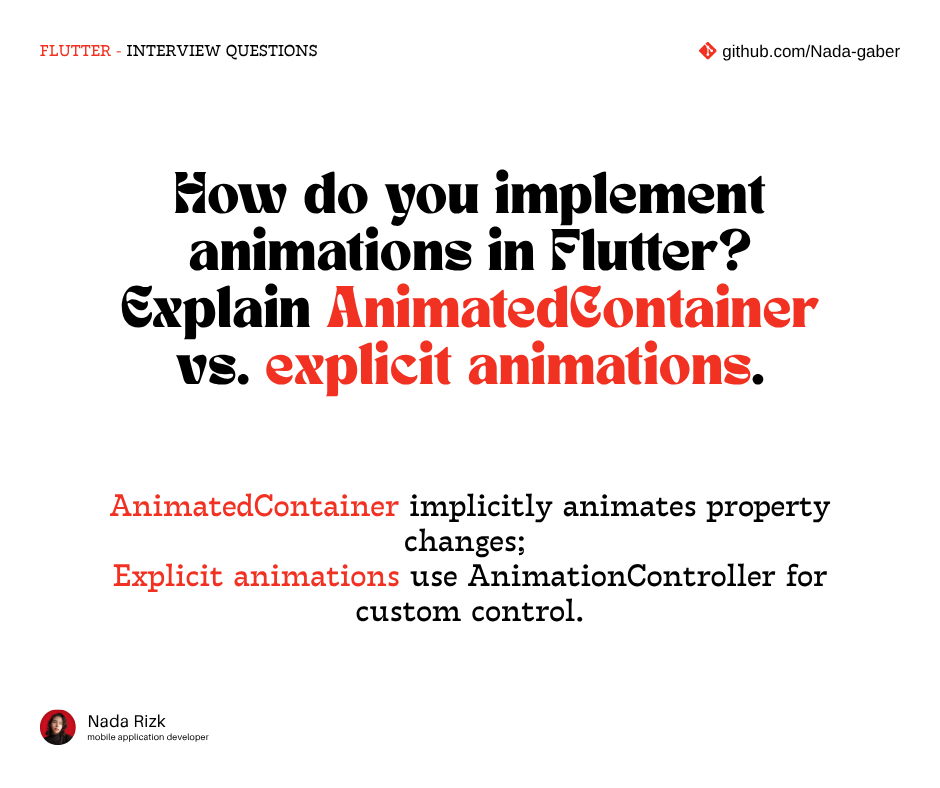 FLUTTER - INTERVIEW QUESTIONS
github.com/Nada-gaber
How do you implement
animations in Flutter?
Explain AnimatedContainer
vs. explicit animations.
AnimatedContainer implicitly animates property
changes;
Explicit animations use AnimationController for
custom control.
Nada Rizk
mobile application developer